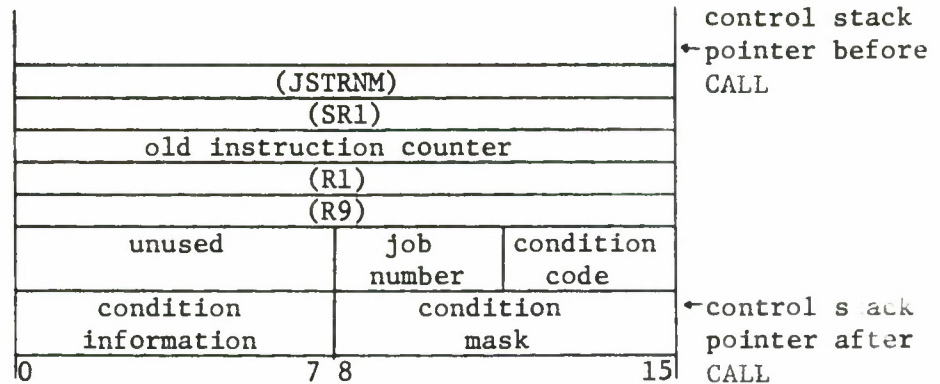 control stack
←pointer before
CALL
(JSTRNM)
(SR1)
old instruction counter
(R1)
(R9)
unused job condition
number code
condition condition ←control s ack
information mask pointer after
0 7 8 15 CALL